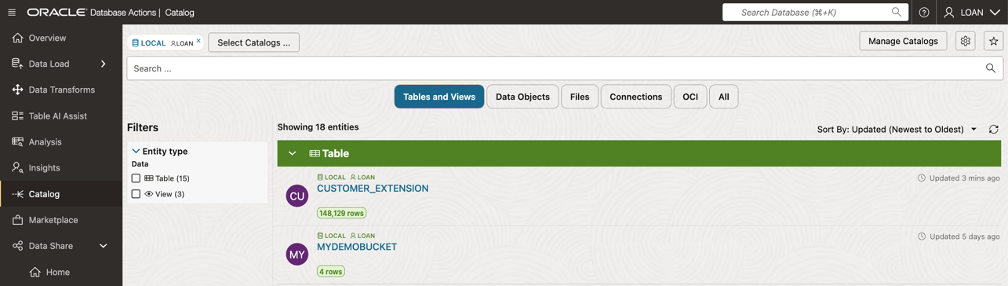 ORACLE Database Actions | Catalog
Search Database (⌘+K)
LOAN
Overview
Data Load
Data Transforms
Table AI Assist
Analysis
Insights
Catalog
Marketplace
Data Share
Home
LOCAL LOAN x
Select Catalogs ...
Manage Catalogs
Search ...
Tables and Views
Data Objects
Files
Connections
OCI
All
Filters
Entity type
Data
Table (15)
View (3)
Showing 18 entities
Sort By: Updated (Newest to Oldest)
Table
CU
LOCAL LOAN
CUSTOMER_EXTENSION
148,129 rows
Updated 3 mins ago
MY
LOCAL LOAN
MYDEMOBUCKET
4 rows
Updated 5 days ago